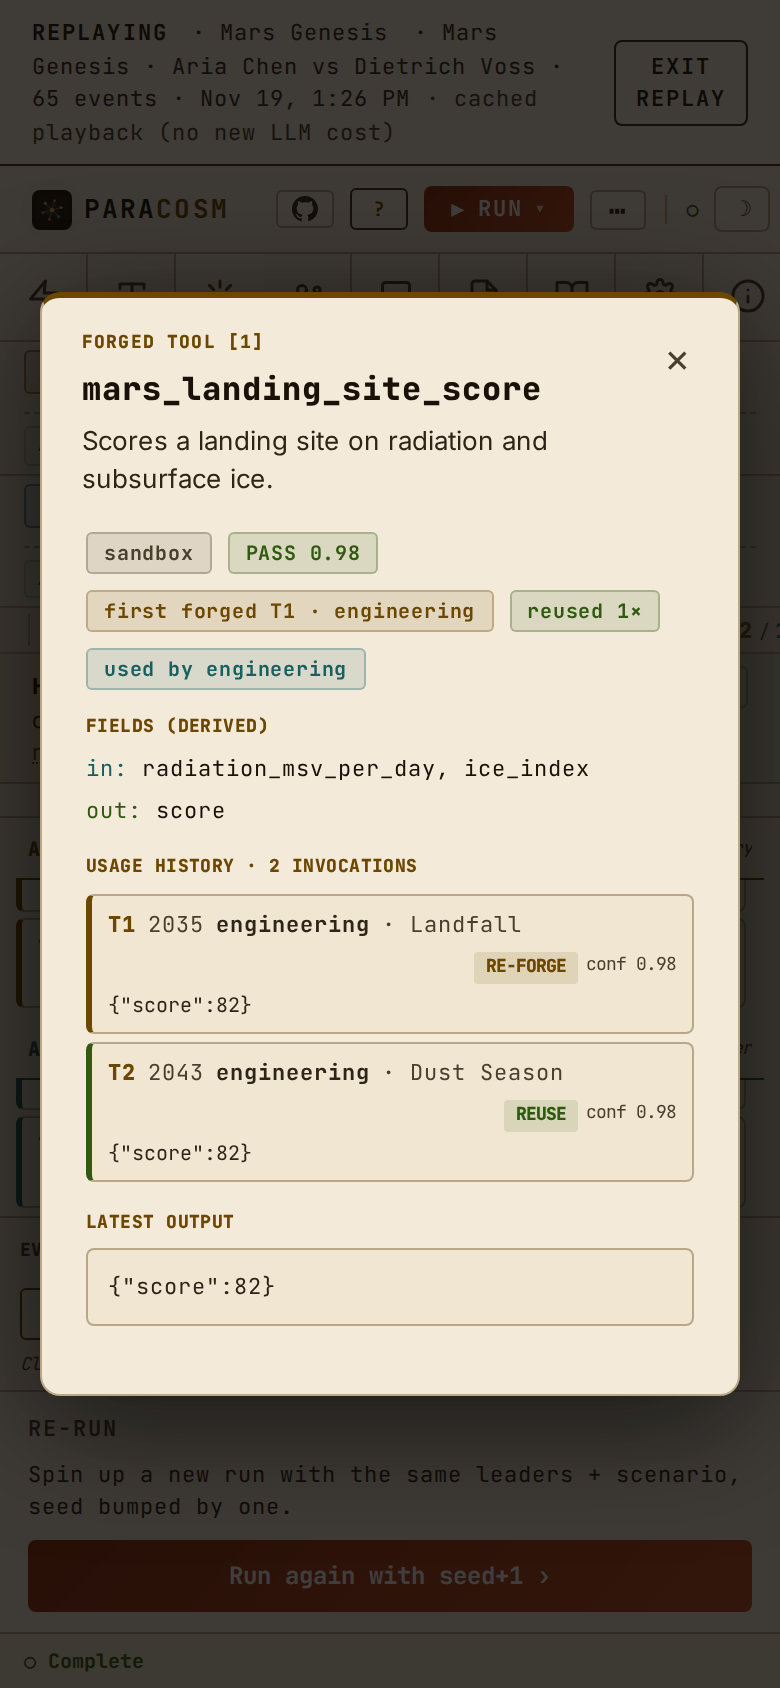 REPLAYING · Mars Genesis · Mars
Genesis · Aria Chen vs Dietrich Voss ·
65 events · Nov 19, 1:26 PM · cached
playback (no new LLM cost)
EXIT
REPLAY
PARACOSM
?
▶ RUN ▾
…
FORGED TOOL [1]
✕
mars_landing_site_score
Scores a landing site on radiation and
subsurface ice.
sandbox
PASS 0.98
first forged T1 · engineering
reused 1×
used by engineering
FIELDS (DERIVED)
in: radiation_msv_per_day, ice_index
out: score
USAGE HISTORY · 2 INVOCATIONS
T1 2035 engineering · Landfall
RE-FORGE conf 0.98
{"score":82}
T2 2043 engineering · Dust Season
REUSE conf 0.98
{"score":82}
LATEST OUTPUT
{"score":82}
RE-RUN
Spin up a new run with the same leaders + scenario,
seed bumped by one.
Run again with seed+1 ›
Complete